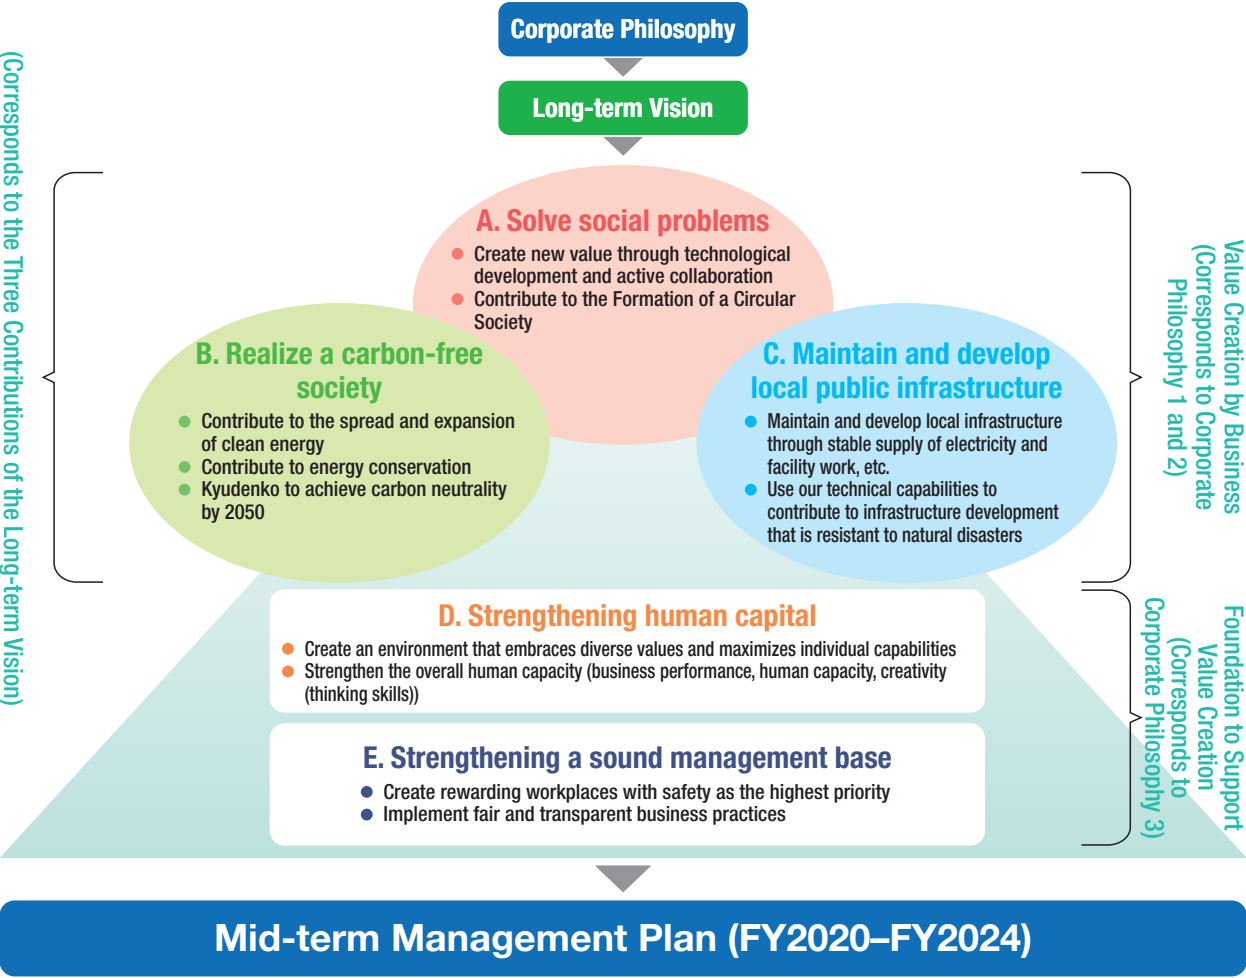 Corporate Philosophy
Long-term Vision
(Corresponds to the Three Contributions of the Long-term Vision)
A. Solve social problems
● Create new value through technological
development and active collaboration
● Contribute to the Formation of a Circular
Society
B. Realize a carbon-free
society
● Contribute to the spread and expansion
of clean energy
● Contribute to energy conservation
● Kyudenko to achieve carbon neutrality
by 2050
C. Maintain and develop
local public infrastructure
● Maintain and develop local infrastructure
through stable supply of electricity and
facility work, etc.
● Use our technical capabilities to
contribute to infrastructure development
that is resistant to natural disasters
Value Creation by Business
(Corresponds to Corporate
Philosophy 1 and 2)
D. Strengthening human capital
● Create an environment that embraces diverse values and maximizes individual capabilities
● Strengthen the overall human capacity (business performance, human capacity, creativity
(thinking skills))
E. Strengthening a sound management base
● Create rewarding workplaces with safety as the highest priority
● Implement fair and transparent business practices
Foundation to Support
Value Creation
(Corresponds to
Corporate Philosophy 3)
Mid-term Management Plan (FY2020–FY2024)